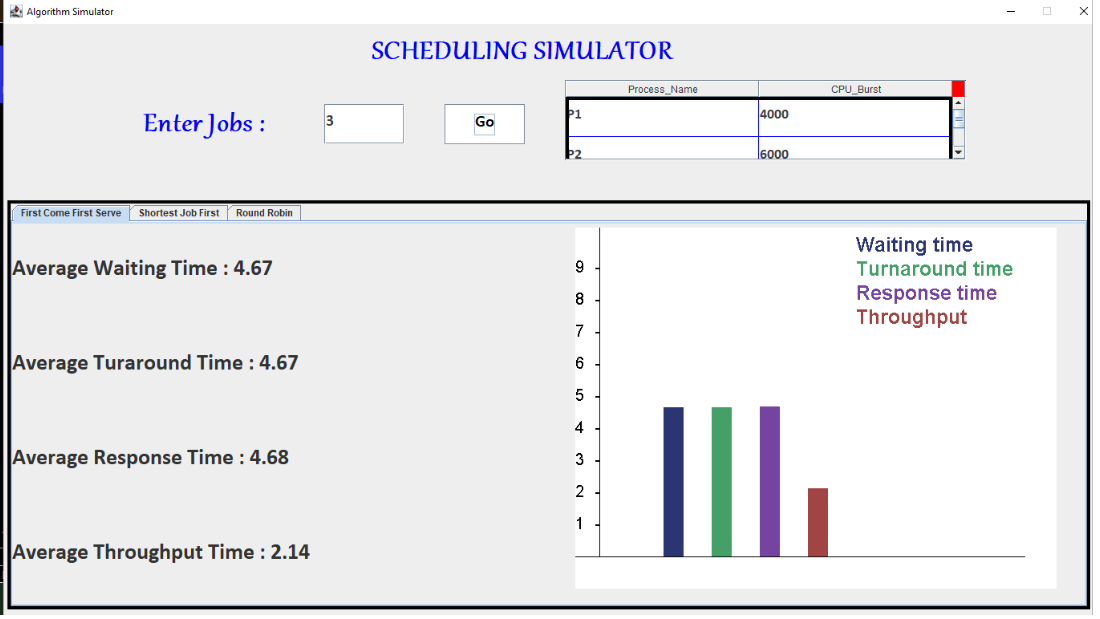 Algorithm Simulator
SCHEDULING SIMULATOR
Enter Jobs :
3
Go
Process_Name CPU_Burst
P1 4000
P2 6000
First Come First Serve Shortest Job First Round Robin
Average Waiting Time : 4.67
Average Turaround Time : 4.67
Average Response Time : 4.68
Average Throughput Time : 2.14
Waiting time
Turnaround time
Response time
Throughput
9
8
7
6
5
4
3
2
1